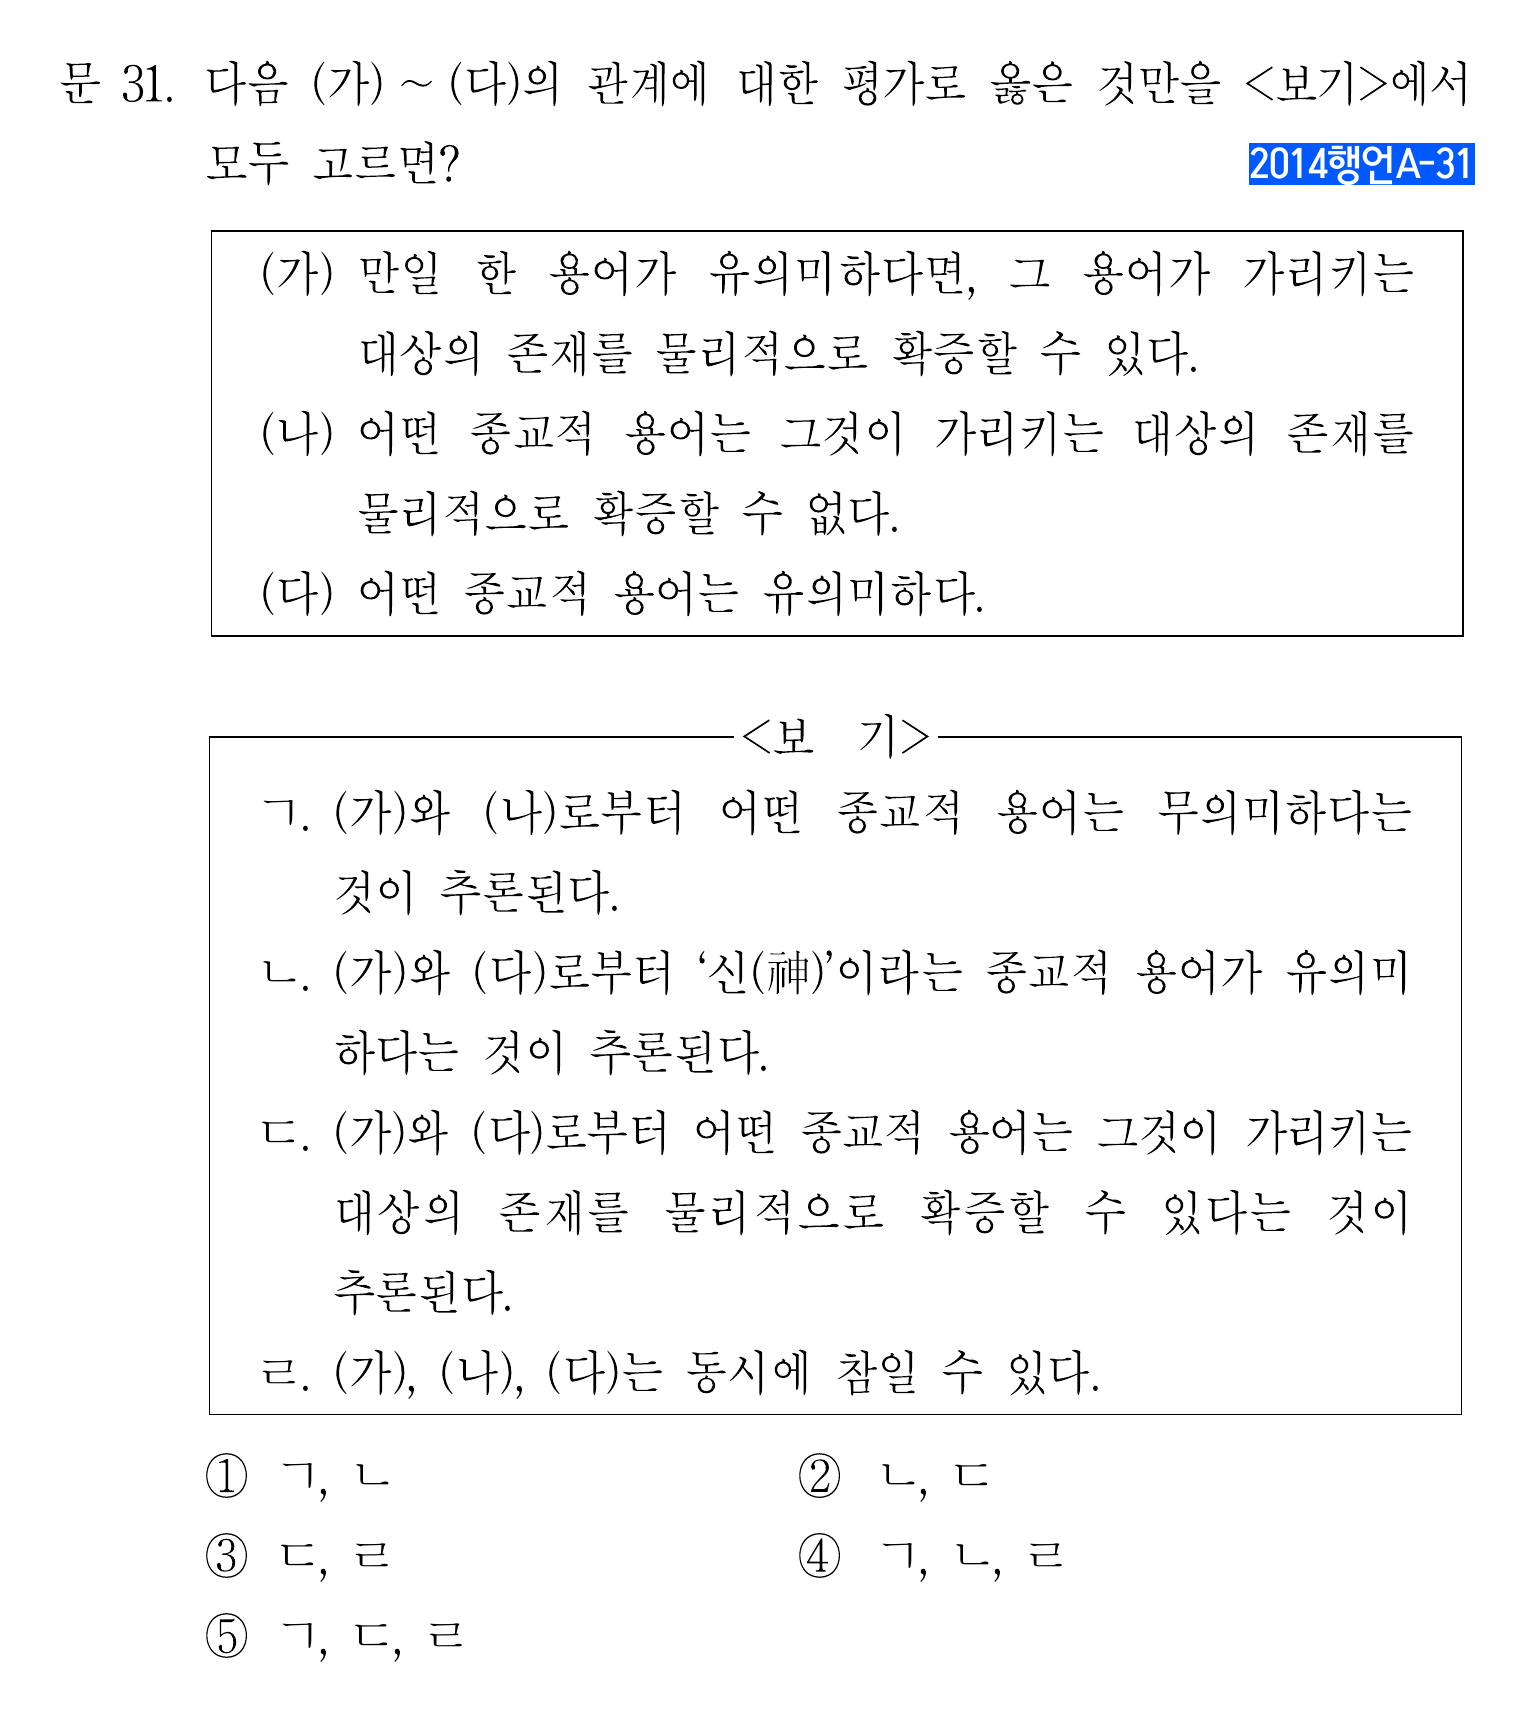 문 31. 다음 (가) ~ (다)의 관계에 대한 평가로 옳은 것만을 <보기>에서
모두 고르면?
2014행언A-31
(가) 만일 한 용어가 유의미하다면, 그 용어가 가리키는
대상의 존재를 물리적으로 확증할 수 있다.
(나) 어떤 종교적 용어는 그것이 가리키는 대상의 존재를
물리적으로 확증할 수 없다.
(다) 어떤 종교적 용어는 유의미하다.
<보 기>
ㄱ. (가)와 (나)로부터 어떤 종교적 용어는 무의미하다는
것이 추론된다.
ㄴ. (가)와 (다)로부터 ‘신(神)’이라는 종교적 용어가 유의미
하다는 것이 추론된다.
ㄷ. (가)와 (다)로부터 어떤 종교적 용어는 그것이 가리키는
대상의 존재를 물리적으로 확증할 수 있다는 것이
추론된다.
ㄹ. (가), (나), (다)는 동시에 참일 수 있다.
① ㄱ, ㄴ
② ㄴ, ㄷ
③ ㄷ, ㄹ
④ ㄱ, ㄴ, ㄹ
⑤ ㄱ, ㄷ, ㄹ